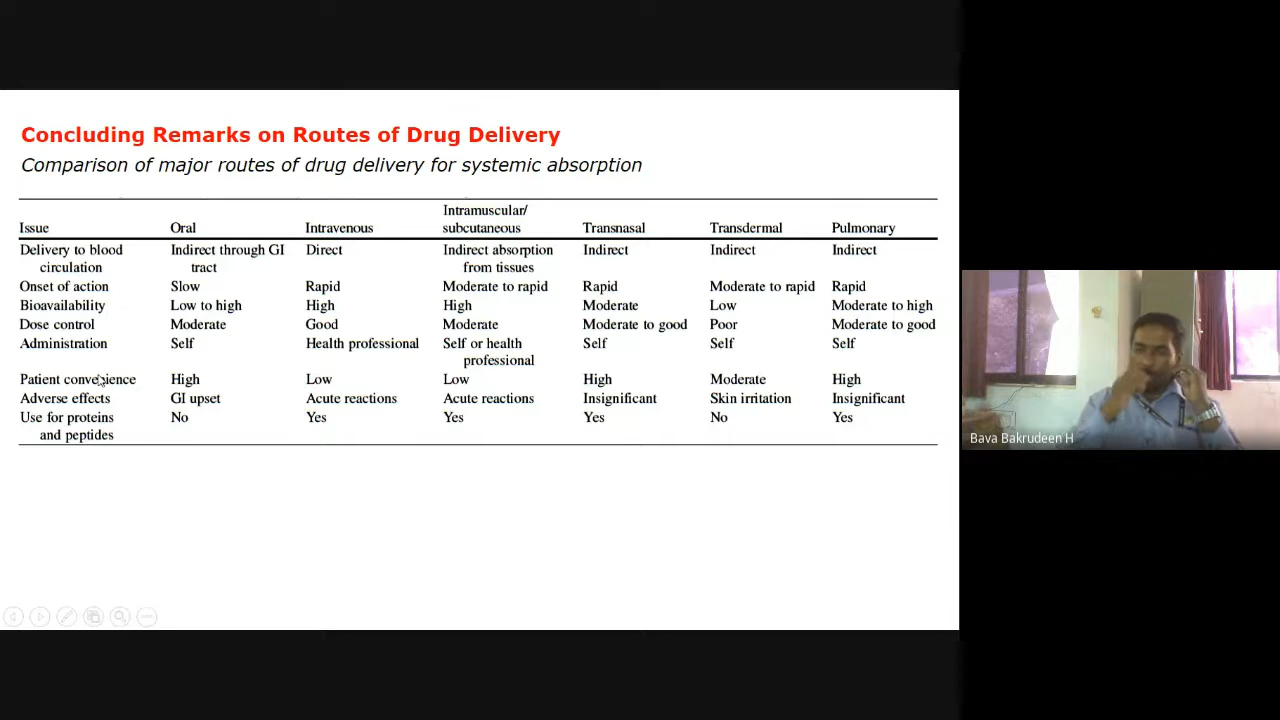 Concluding Remarks on Routes of Drug Delivery
Comparison of major routes of drug delivery for systemic absorption
Intramuscular/
Issue Oral Intravenous subcutaneous Transnasal Transdermal Pulmonary
Delivery to blood Indirect through GI Direct Indirect absorption Indirect Indirect Indirect
circulation tract from tissues
Onset of action Slow Rapid Moderate to rapid Rapid Moderate to rapid Rapid
Bioavailability Low to high High High Moderate Low Moderate to high
Dose control Moderate Good Moderate Moderate to good Poor Moderate to good
Administration Self Health professional Self or health Self Self Self
professional
Patient convenience High Low Low High Moderate High
Adverse effects GI upset Acute reactions Acute reactions Insignificant Skin irritation Insignificant
Use for proteins No Yes Yes Yes No Yes
and peptides
Bava Bakrudeen H